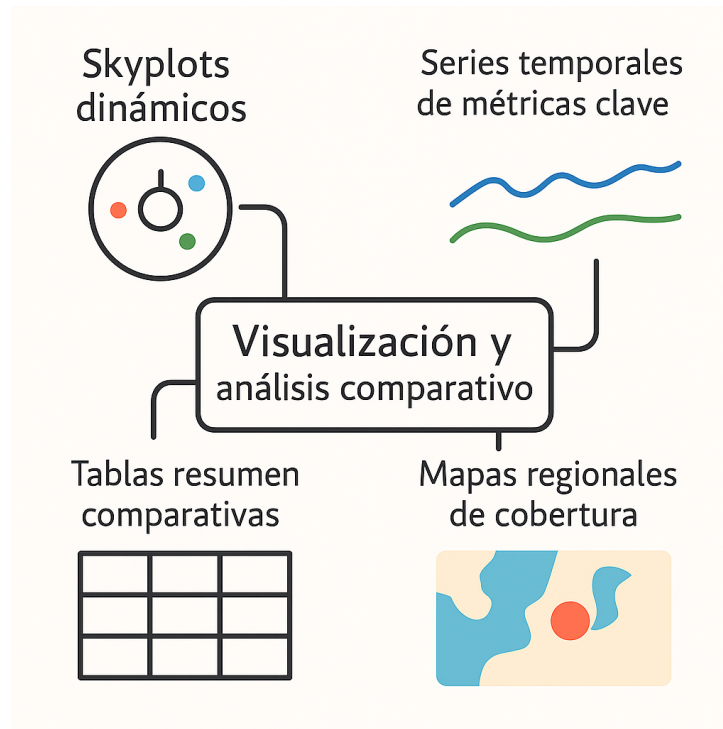 Skyplots
dinámicos
Series temporales
de métricas clave
Visualización y
análisis comparativo
Tablas resumen
comparativas
Mapas regionales
de cobertura